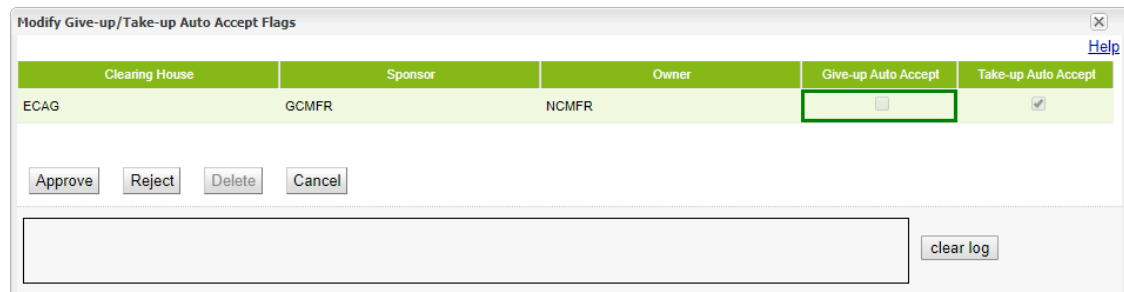 Modify Give-up/Take-up Auto Accept Flags
Help
Clearing House Sponsor Owner Give-up Auto Accept Take-up Auto Accept
ECAG GCMFR NCMFR
Approve Reject Delete Cancel
clear log